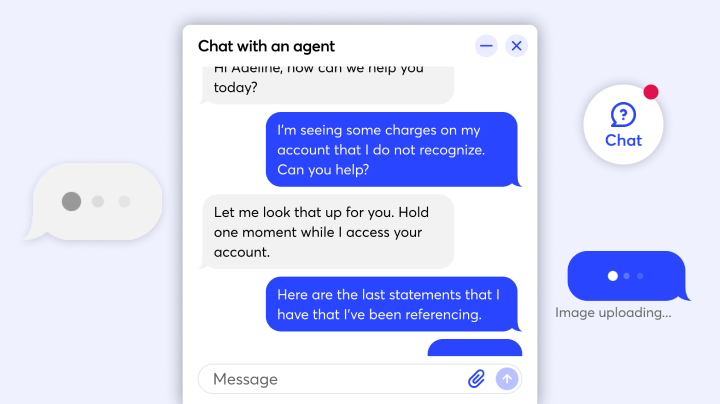 Chat with an agent
Hi Adeline, how can we help you
today?
I'm seeing some charges on my
account that I do not recognize.
Can you help?
Let me look that up for you. Hold
one moment while I access your
account.
Here are the last statements that I
have that I've been referencing.
Message
Chat
Image uploading...